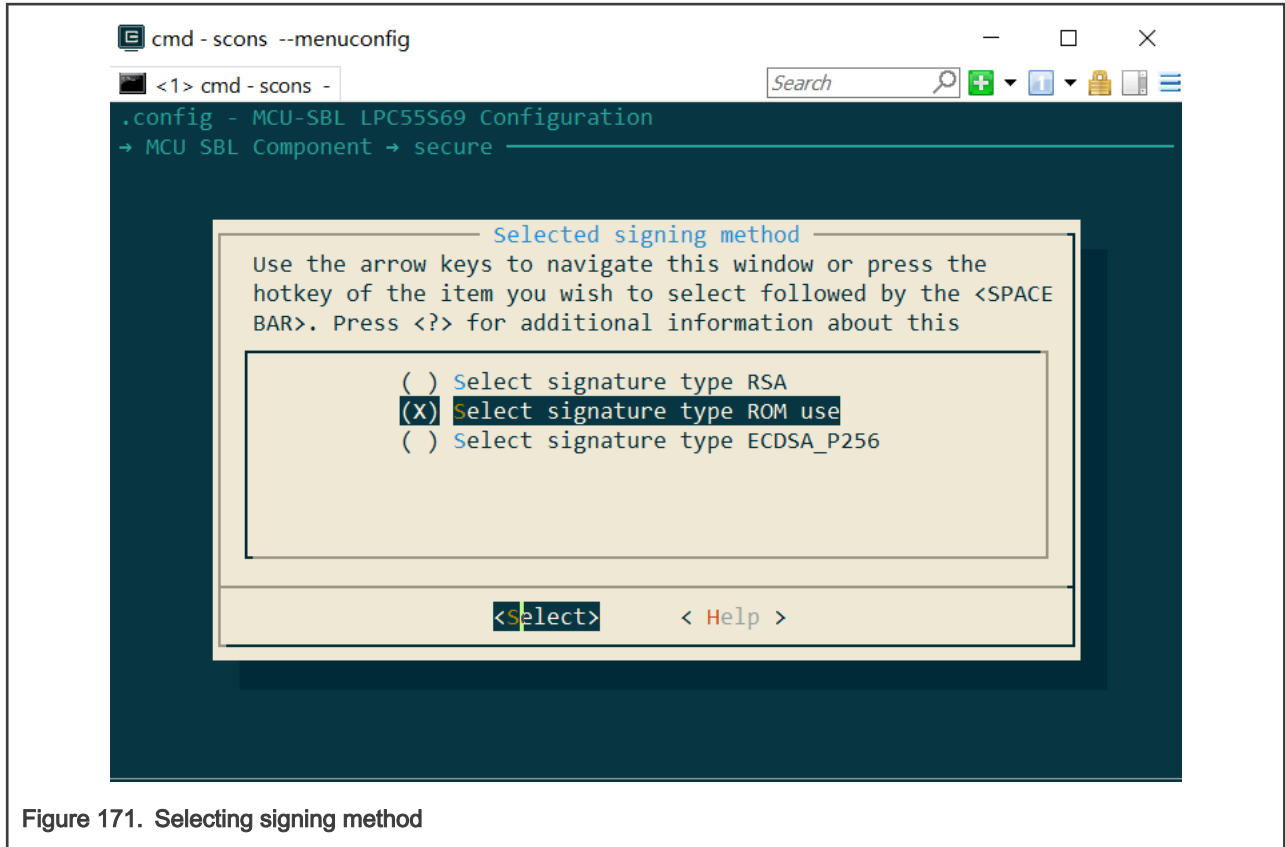 cmd - scons --menuconfig
<1> cmd - scons -
Search
.config - MCU-SBL LPC55S69 Configuration
→ MCU SBL Component → secure
Selected signing method
Use the arrow keys to navigate this window or press the
hotkey of the item you wish to select followed by the <SPACE
BAR>. Press <?> for additional information about this
( ) Select signature type RSA
(X) Select signature type ROM use
( ) Select signature type ECDSA_P256
<Select> < Help >
Figure 171. Selecting signing method